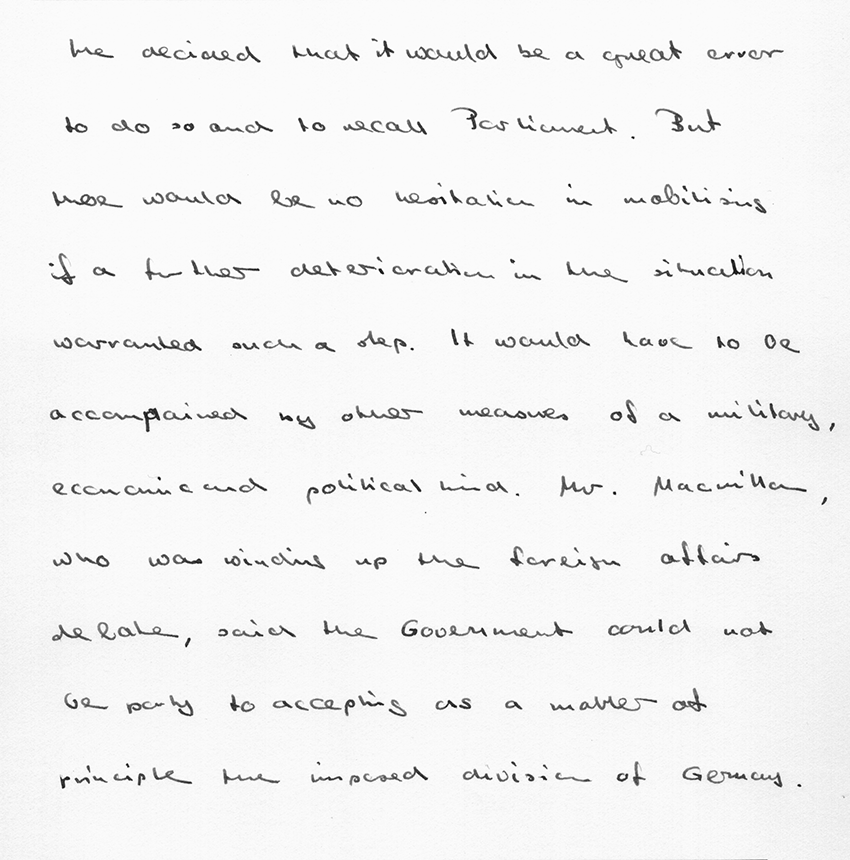 he decided that it would be a great error
to do so and to recall Parliament. But
there would be no hesitation in mobilising
if a further deterioration in the situation
warranted such a step. It would have to be
accompained by other measures of a military,
economic and political kind. Mr. Macmillan,
who was winding up the foreign affairs
debate, said the Government could not
be party to accepting as a matter of
principle the imposed division of Germany.